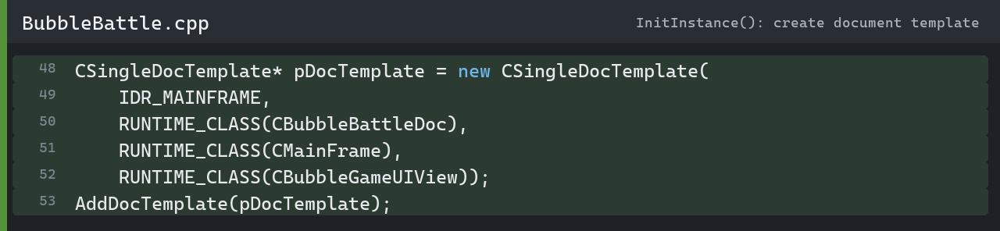 BubbleBattle.cpp
InitInstance(): create document template
48 CSingleDocTemplate* pDocTemplate = new CSingleDocTemplate(
49     IDR_MAINFRAME,
50     RUNTIME_CLASS(CBubbleBattleDoc),
51     RUNTIME_CLASS(CMainFrame),
52     RUNTIME_CLASS(CBubbleGameUIView));
53 AddDocTemplate(pDocTemplate);